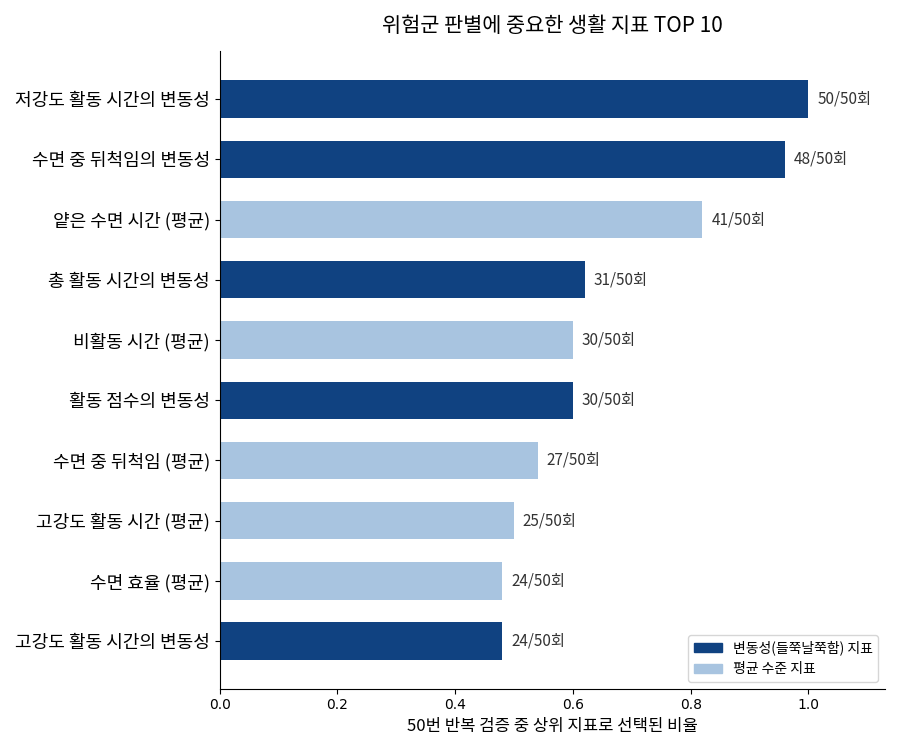 위험군 판별에 중요한 생활 지표 TOP 10
저강도 활동 시간의 변동성
50/50회
수면 중 뒤척임의 변동성
48/50회
얕은 수면 시간 (평균)
41/50회
총 활동 시간의 변동성
31/50회
비활동 시간 (평균)
30/50회
활동 점수의 변동성
30/50회
수면 중 뒤척임 (평균)
27/50회
고강도 활동 시간 (평균)
25/50회
수면 효율 (평균)
24/50회
고강도 활동 시간의 변동성
24/50회
변동성(들쭉날쭉함) 지표
평균 수준 지표
0.0 0.2 0.4 0.6 0.8 1.0
50번 반복 검증 중 상위 지표로 선택된 비율